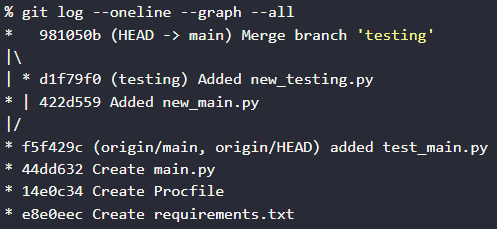 % git log --oneline --graph --all
*   981050b (HEAD -> main) Merge branch 'testing'
|\
| * d1f79f0 (testing) Added new_testing.py
* | 422d559 Added new_main.py
|/
* f5f429c (origin/main, origin/HEAD) added test_main.py
* 44dd632 Create main.py
* 14e0c34 Create Procfile
* e8e0eec Create requirements.txt